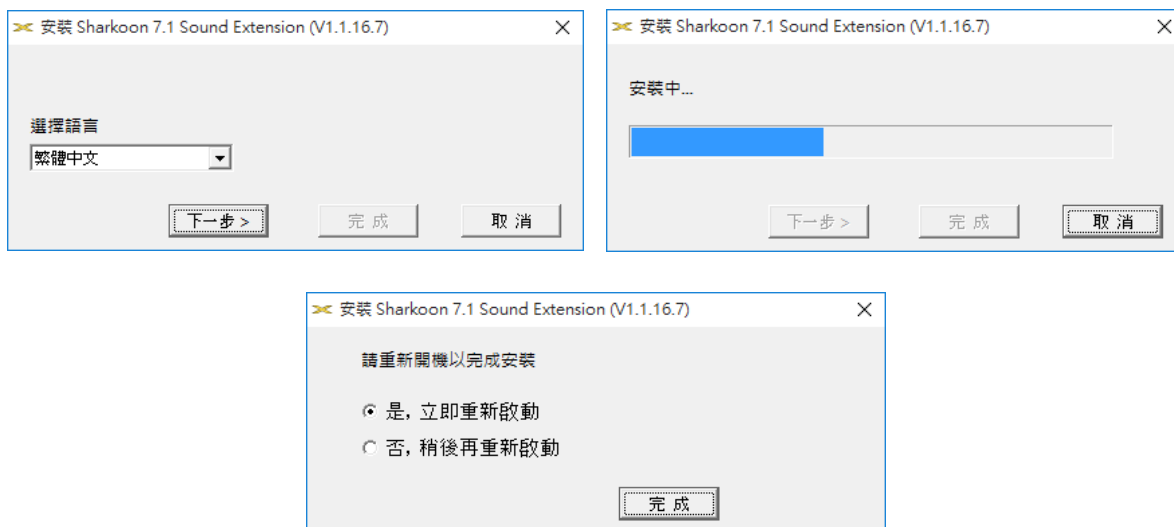 安裝 Sharkoon 7.1 Sound Extension (V1.1.16.7)
選擇語言
繁體中文
下一步 >
完 成
取 消
安裝 Sharkoon 7.1 Sound Extension (V1.1.16.7)
安裝中...
下一步 >
完 成
取 消
安裝 Sharkoon 7.1 Sound Extension (V1.1.16.7)
請重新開機以完成安裝
是, 立即重新啟動
否, 稍後再重新啟動
完 成